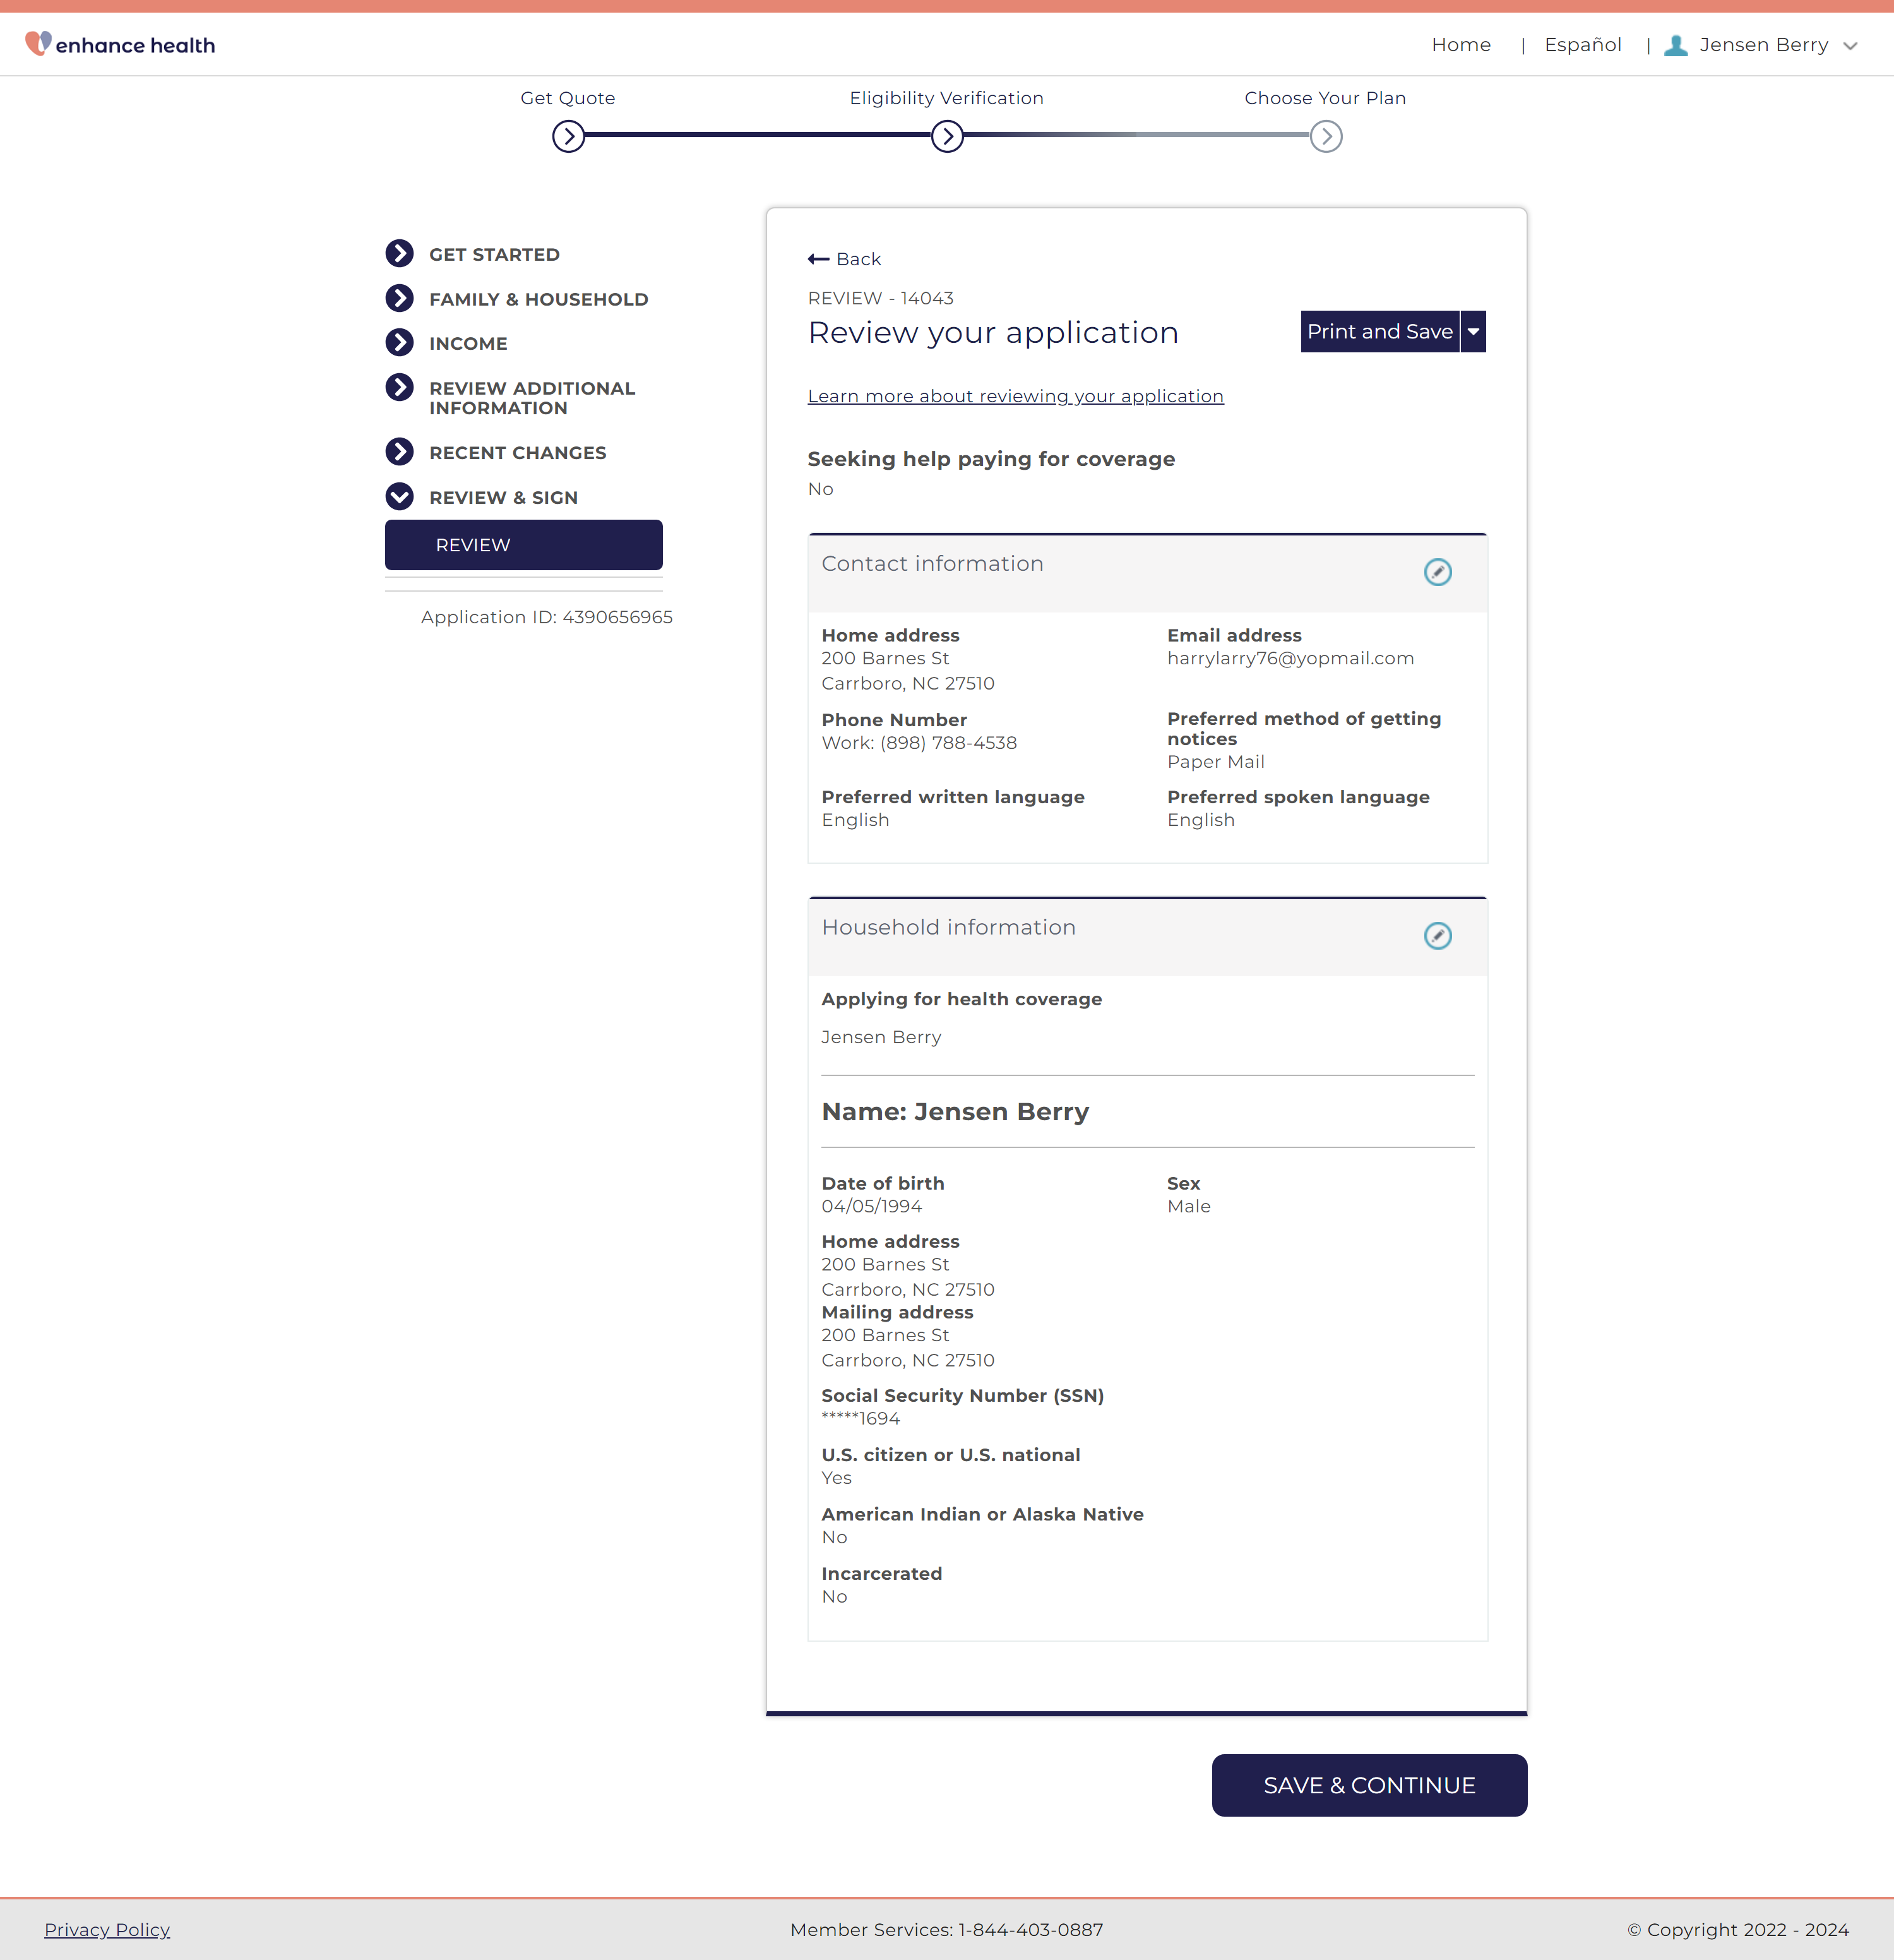 enhance health
Home | Español | Jensen Berry
Get Quote
Eligibility Verification
Choose Your Plan
GET STARTED
FAMILY & HOUSEHOLD
INCOME
REVIEW ADDITIONAL
INFORMATION
RECENT CHANGES
REVIEW & SIGN
REVIEW
Application ID: 4390656965
Back
REVIEW - 14043
Review your application
Print and Save
Learn more about reviewing your application
Seeking help paying for coverage
No
Contact information
Home address
200 Barnes St
Carrboro, NC 27510
Email address
harrylarry76@yopmail.com
Phone Number
Work: (898) 788-4538
Preferred method of getting
notices
Paper Mail
Preferred written language
English
Preferred spoken language
English
Household information
Applying for health coverage
Jensen Berry
Name: Jensen Berry
Date of birth
04/05/1994
Sex
Male
Home address
200 Barnes St
Carrboro, NC 27510
Mailing address
200 Barnes St
Carrboro, NC 27510
Social Security Number (SSN)
*****1694
U.S. citizen or U.S. national
Yes
American Indian or Alaska Native
No
Incarcerated
No
SAVE & CONTINUE
Privacy Policy
Member Services: 1-844-403-0887
© Copyright 2022 - 2024